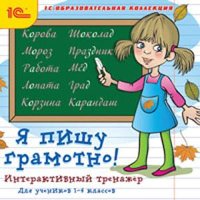 1С:ОБРАЗОВАТЕЛЬНАЯ КОЛЛЕКЦИЯ
1С
Корова Шоколад
Мороз Праздник
Работа Мёд
Лопата Град
Корзина Карандаш
Я пишу
грамотно!
Интерактивный тренажер
Для учеников 1-4 классов